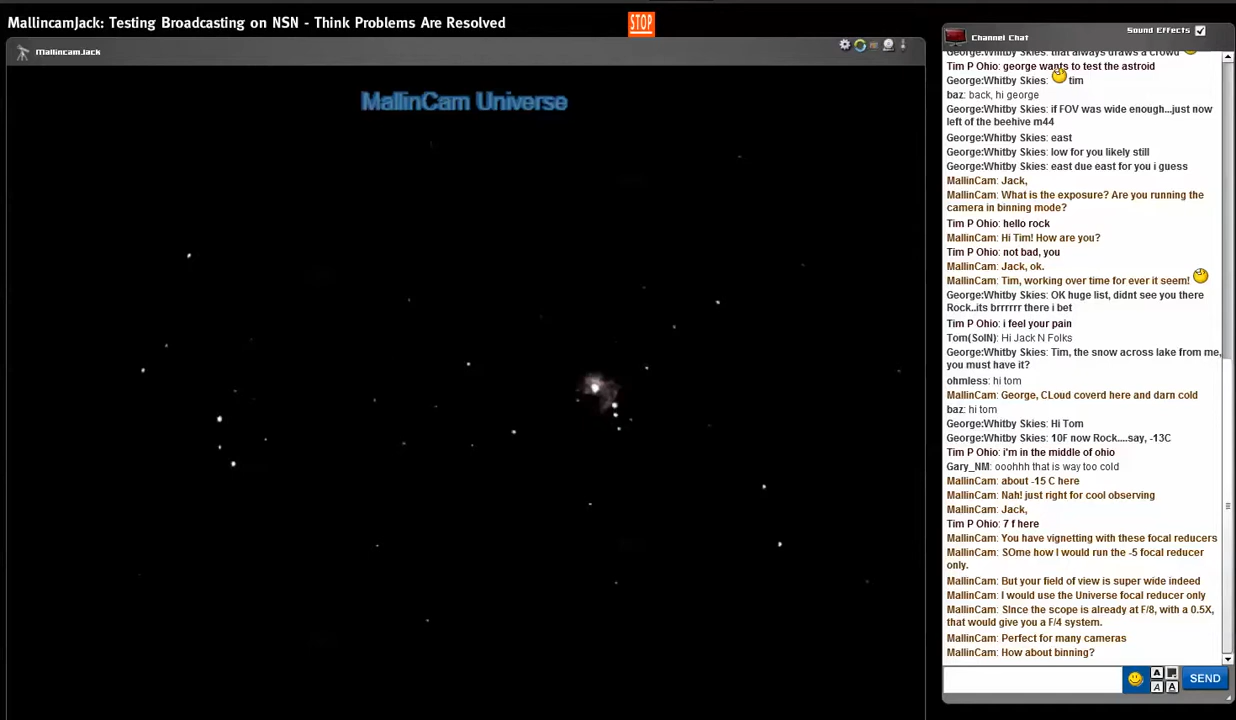 MallincamJack: Testing Broadcasting on NSN - Think Problems Are Resolved
STOP
MallincamJack
MallinCam Universe
Channel Chat
Sound Effects
George:Whitby Skies: that always draws a crowd
Tim P Ohio: george wants to test the astroid
George:Whitby Skies: tim
baz: back, hi george
George:Whitby Skies: if FOV was wide enough...just now
left of the beehive m44
George:Whitby Skies: east
George:Whitby Skies: low for you likely still
George:Whitby Skies: east due east for you i guess
MallinCam: Jack,
MallinCam: What is the exposure? Are you running the
camera in binning mode?
Tim P Ohio: hello rock
MallinCam: Hi Tim! How are you?
Tim P Ohio: not bad, you
MallinCam: Jack, ok.
MallinCam: Tim, working over time for ever it seem!
George:Whitby Skies: OK huge list, didnt see you there
Rock..its brrrrrr there i bet
Tim P Ohio: i feel your pain
Tom(SoIN): Hi Jack N Folks
George:Whitby Skies: Tim, the snow across lake from me,
you must have it?
ohmless: hi tom
MallinCam: George, CLoud coverd here and darn cold
baz: hi tom
George:Whitby Skies: Hi Tom
George:Whitby Skies: 10F now Rock....say, -13C
Tim P Ohio: i'm in the middle of ohio
Gary_NM: ooohhh that is way too cold
MallinCam: about -15 C here
MallinCam: Nah! just right for cool observing
MallinCam: Jack,
Tim P Ohio: 7 f here
MallinCam: You have vignetting with these focal reducers
MallinCam: SOme how I would run the -5 focal reducer
only.
MallinCam: But your field of view is super wide indeed
MallinCam: I would use the Universe focal reducer only
MallinCam: SInce the scope is already at F/8, with a 0.5X,
that would give you a F/4 system.
MallinCam: Perfect for many cameras
MallinCam: How about binning?
A
A A
SEND